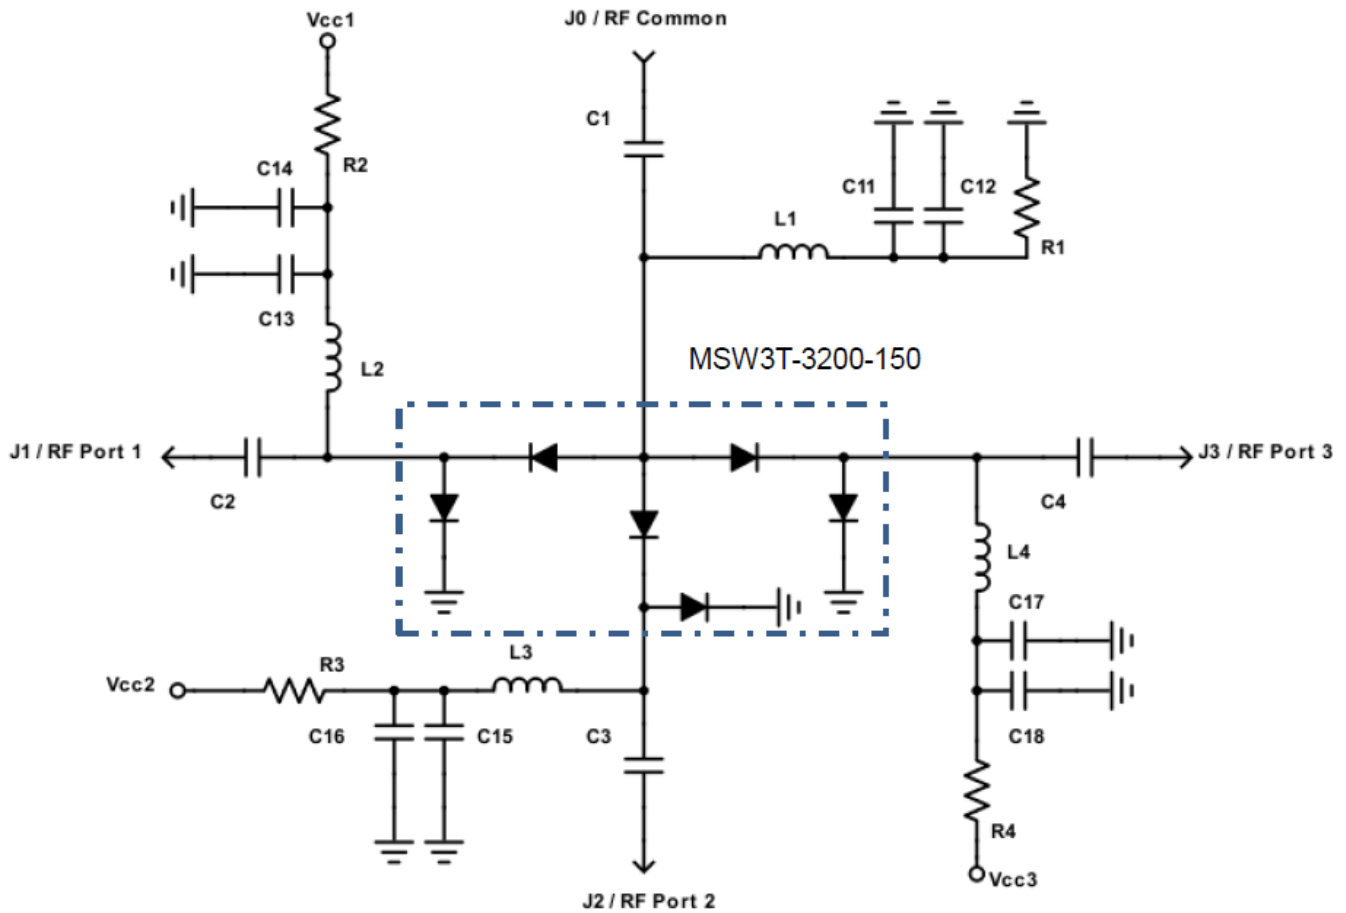 J0 / RF Common
Vcc1
C1
C14
R2
C11
C12
L1
R1
C13
MSW3T-3200-150
L2
J1 / RF Port 1
J3 / RF Port 3
C2
C4
L4
C17
L3
R3
Vcc2
C16
C15
C3
C18
R4
Vcc3
J2 / RF Port 2